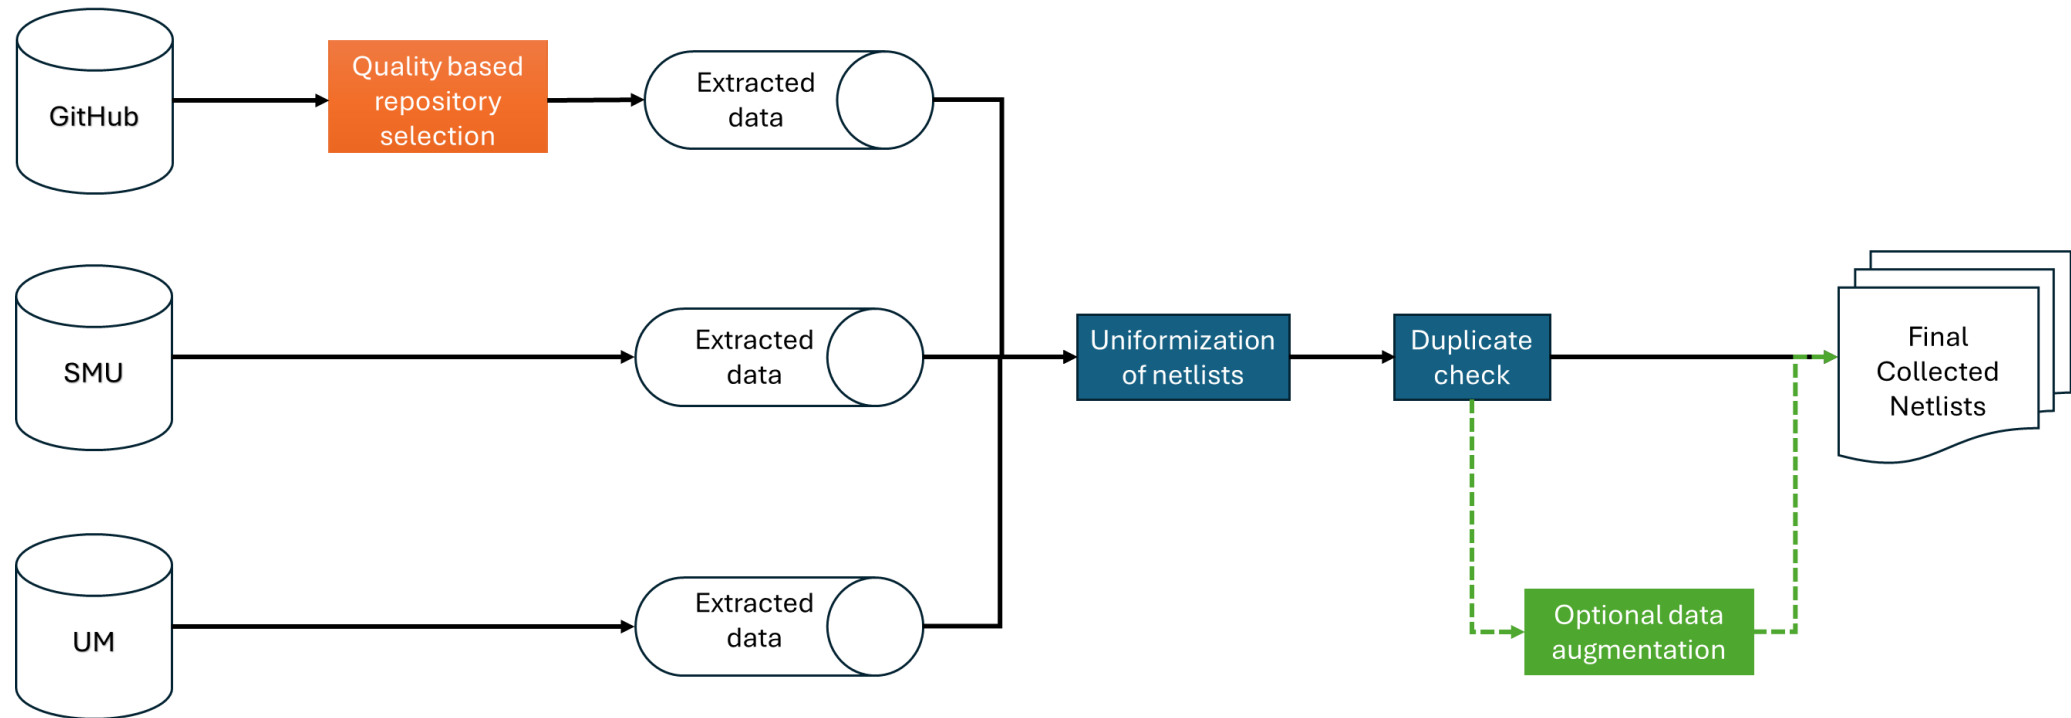 GitHub
Quality based
repository
selection
Extracted
data
SMU
Extracted
data
Uniformization
of netlists
Duplicate
check
Final
Collected
Netlists
UM
Extracted
data
Optional data
augmentation